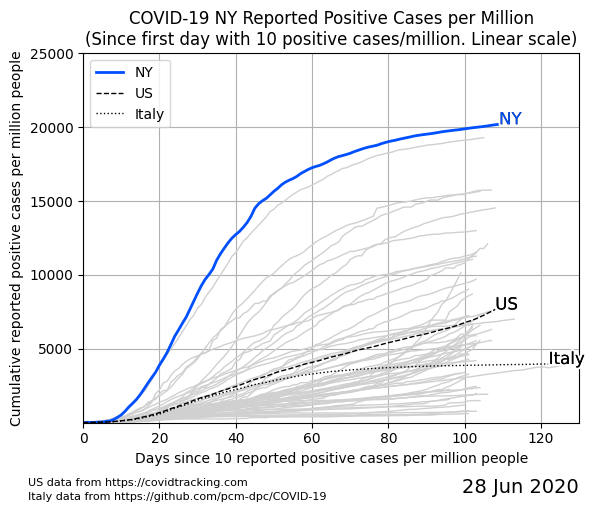 COVID-19 NY Reported Positive Cases per Million
(Since first day with 10 positive cases/million. Linear scale)
Cumulative reported positive cases per million people
25000
20000
15000
10000
5000
NY
US
Italy
NY
US
Italy
0 20 40 60 80 100 120
Days since 10 reported positive cases per million people
US data from https://covidtracking.com
Italy data from https://github.com/pcm-dpc/COVID-19
28 Jun 2020